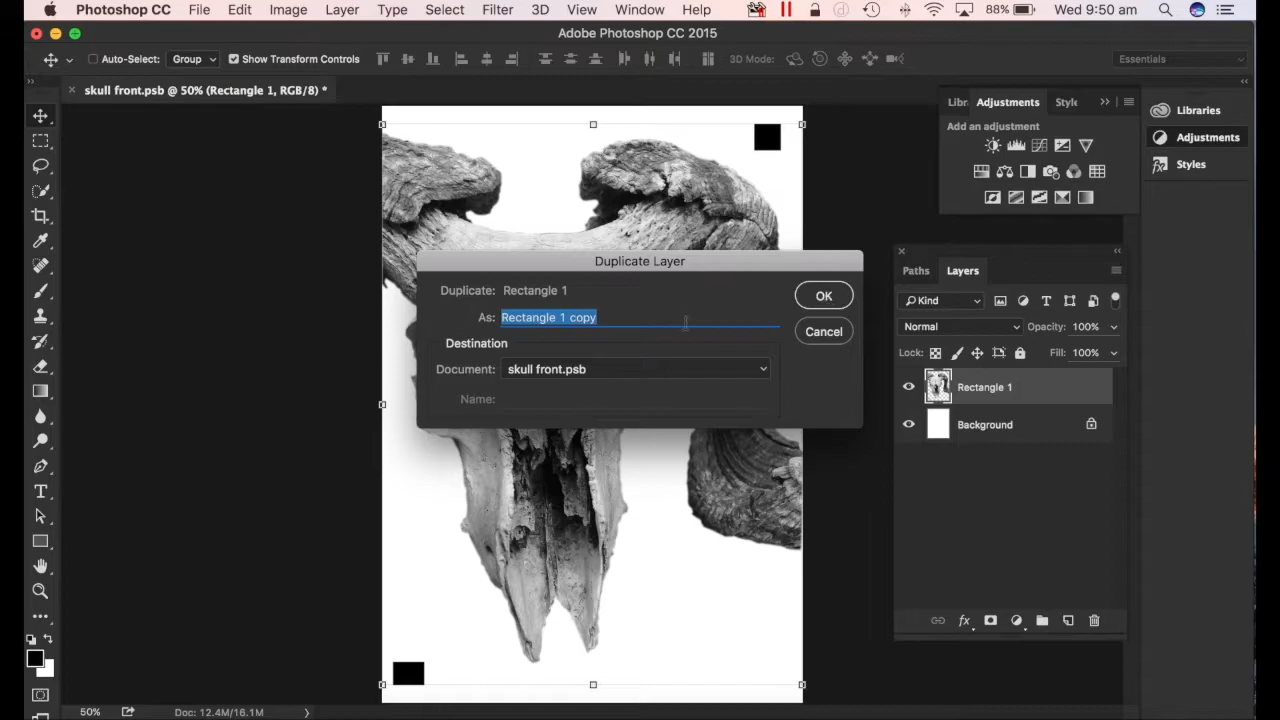 Photoshop CC File Edit Image Layer Type Select Filter 3D View Window Help 88% Wed 9:50 am
Adobe Photoshop CC 2015
Auto-Select: Group Show Transform Controls 3D Mode: Essentials
skull front.psb @ 50% (Rectangle 1, RGB/8) *
Libr Adjustments Style
Add an adjustment
Libraries
Adjustments
Styles
Duplicate Layer
Duplicate: Rectangle 1
As: Rectangle 1 copy
Destination
Document: skull front.psb
Name:
OK
Cancel
Paths Layers
Kind
Normal Opacity: 100%
Lock: Fill: 100%
Rectangle 1
Background
50% Doc: 12.4M/16.1M